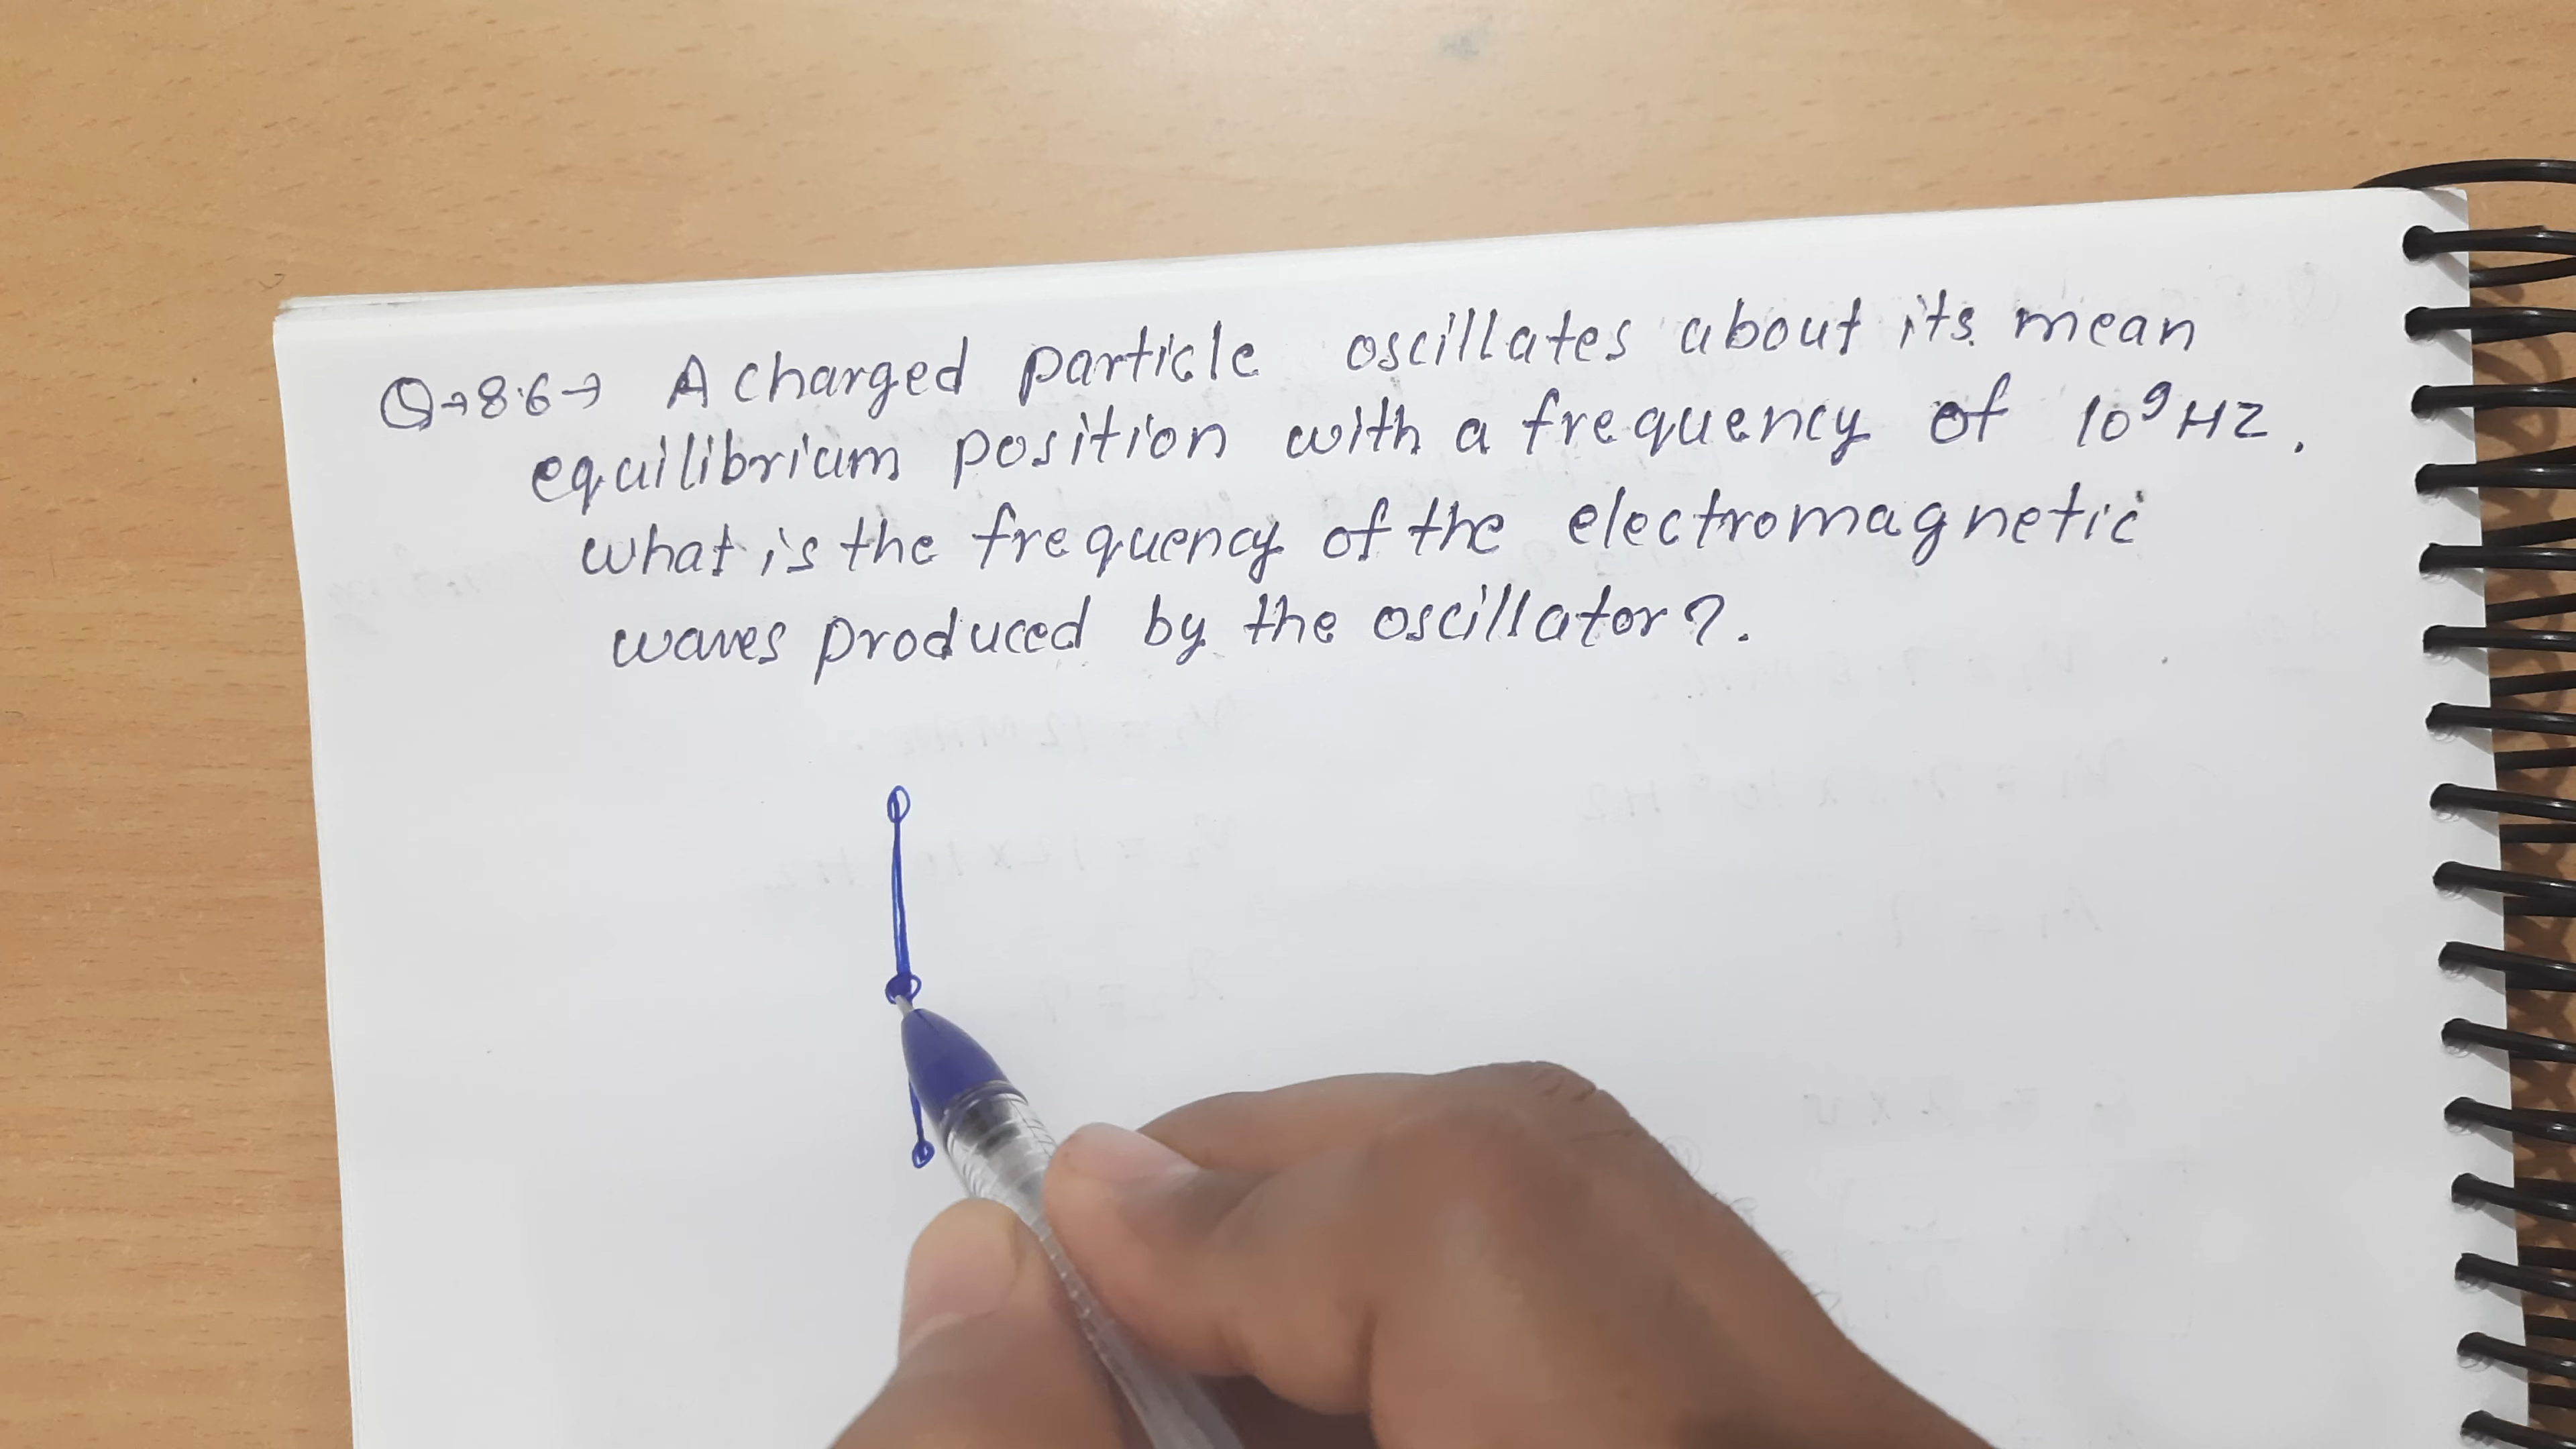 Q→8.6→ A charged particle oscillates about its mean
equilibrium position with a frequency of 10⁹ HZ.
what is the frequency of the electromagnetic
waves produced by the oscillator?.